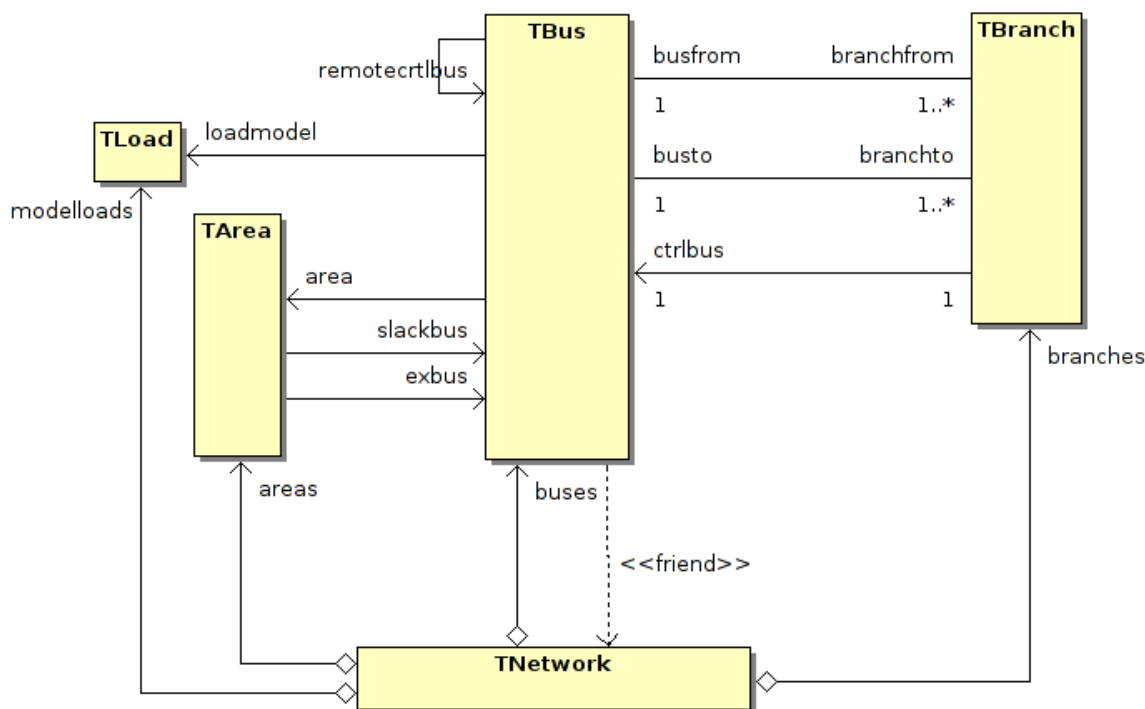 TBus
TBranch
busfrom
branchfrom
remotecrtlbus
1
1..*
TLoad
loadmodel
busto
branchto
modelloads
1
1..*
TArea
ctrlbus
area
1
1
slackbus
branches
exbus
areas
buses
<<friend>>
TNetwork